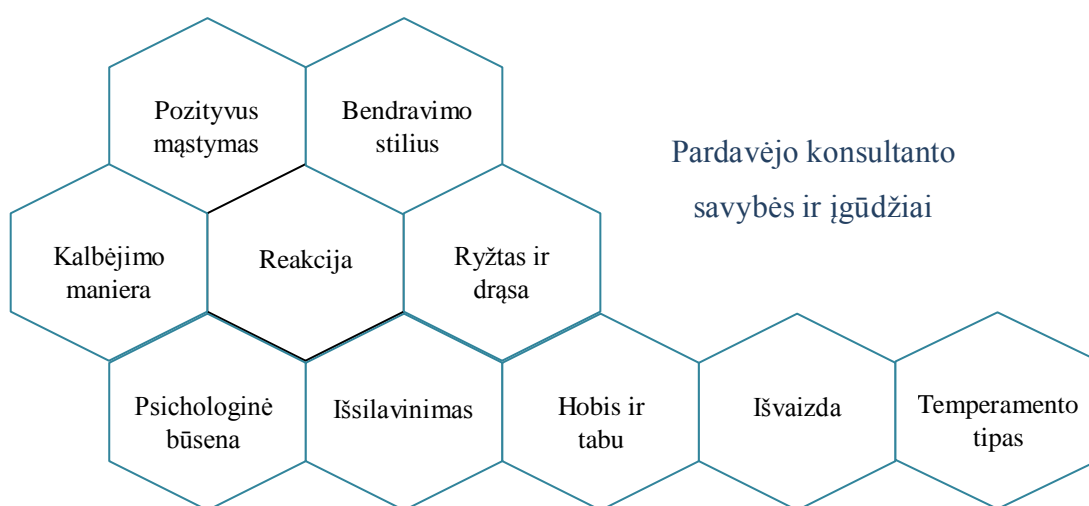 Pozityvus
mąstymas
Bendravimo
stilius
Pardavėjo konsultanto
savybės ir įgūdžiai
Kalbėjimo
maniera
Reakcija
Ryžtas ir
drąsa
Psichologinė
būsena
Išsilavinimas
Hobis ir
tabu
Išvaizda
Temperamento
tipas